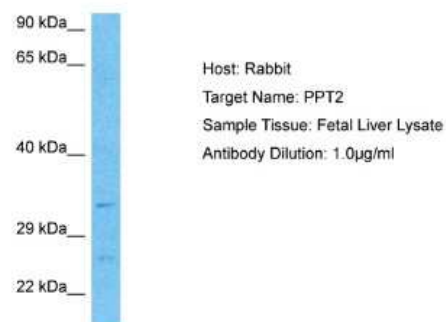 90 kDa__
65 kDa__
Host: Rabbit
Target Name: PPT2
Sample Tissue: Fetal Liver Lysate
Antibody Dilution: 1.0µg/ml
40 kDa__
29 kDa__
22 kDa__